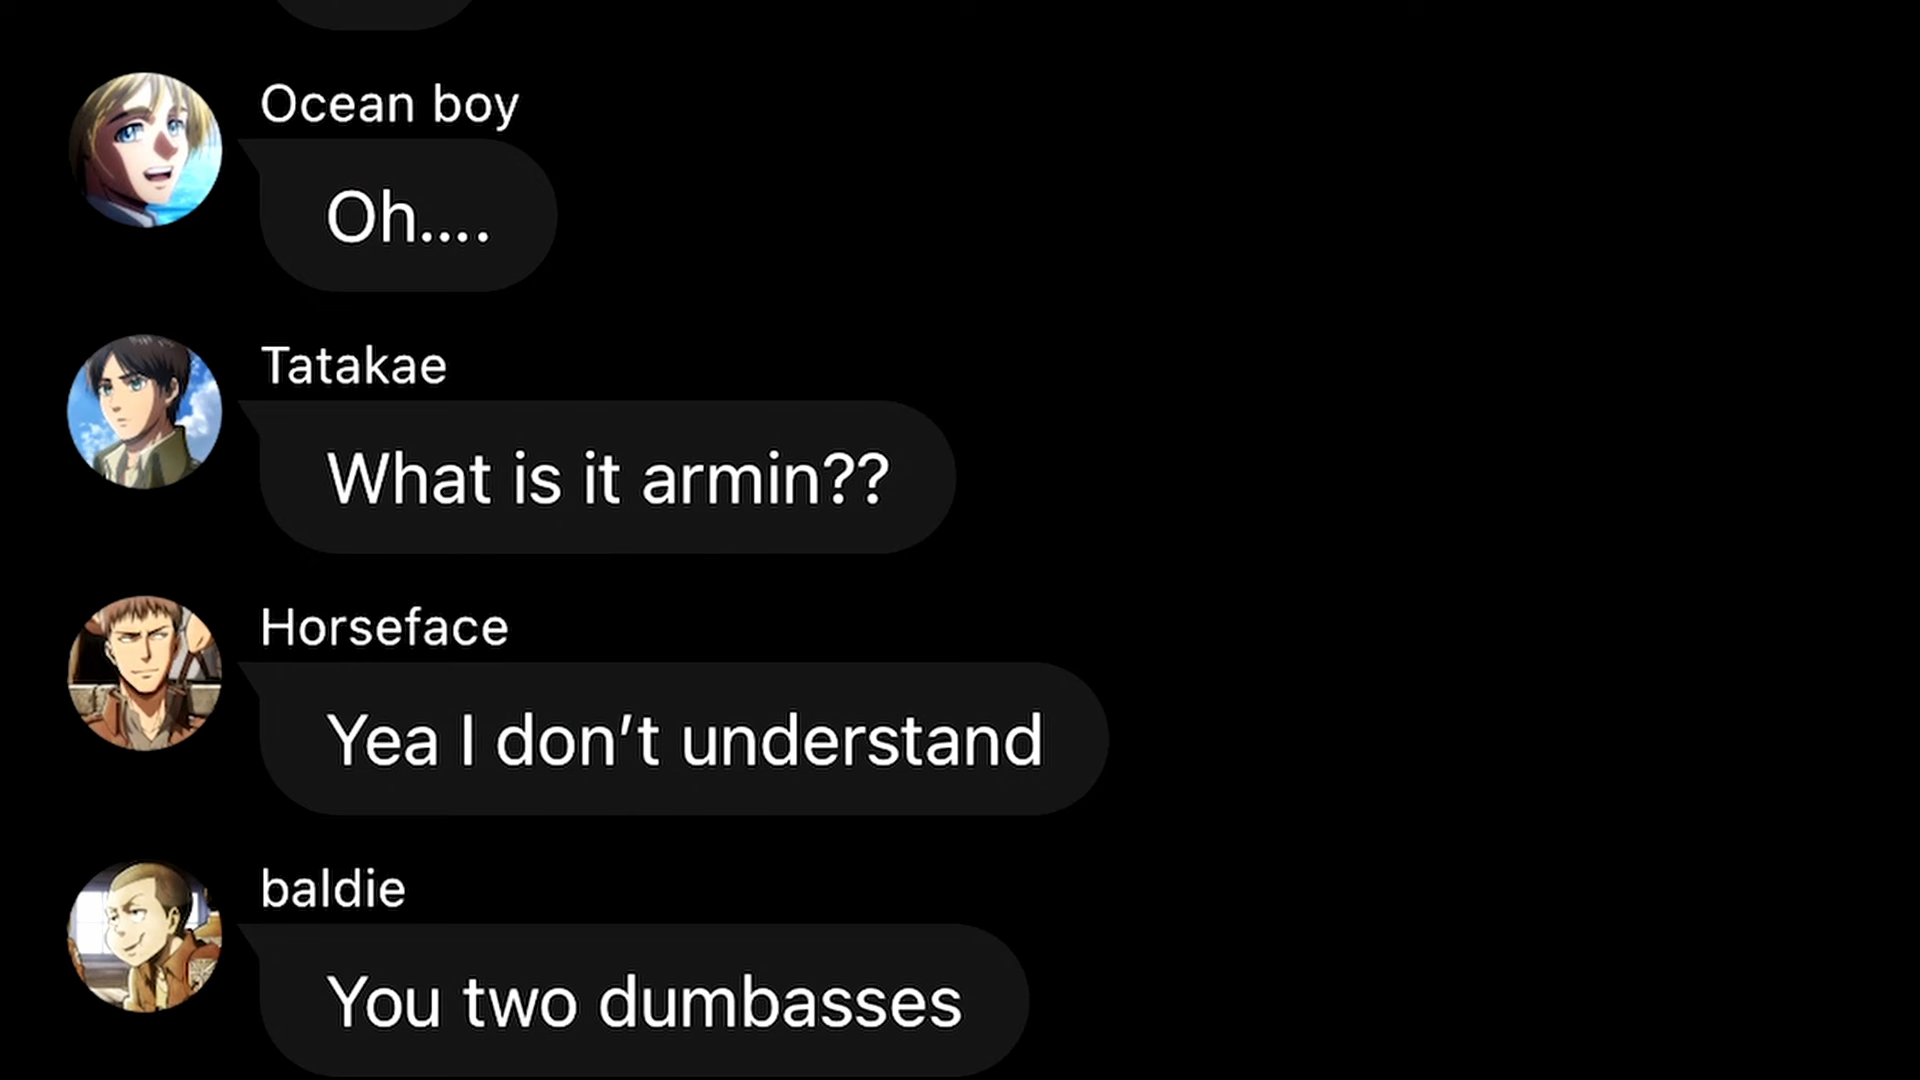 Ocean boy
Oh....
Tatakae
What is it armin??
Horseface
Yea I don’t understand
baldie
You two dumbasses